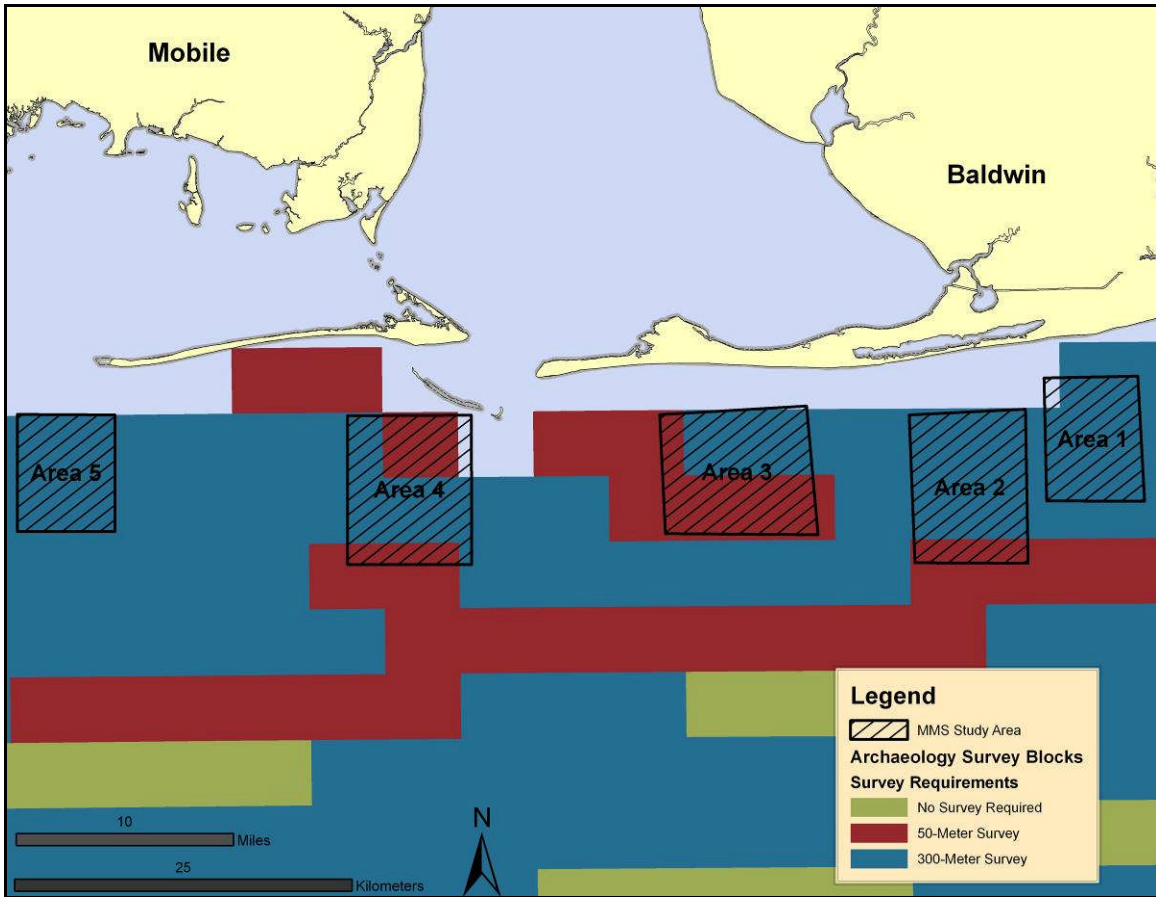 Mobile
Baldwin
Area 1
Area 5
Area 4
Area 3
Area 2
Legend
MMS Study Area
Archaeology Survey Blocks
Survey Requirements
No Survey Required
50-Meter Survey
300-Meter Survey
10
Miles
N
25
Kilometers